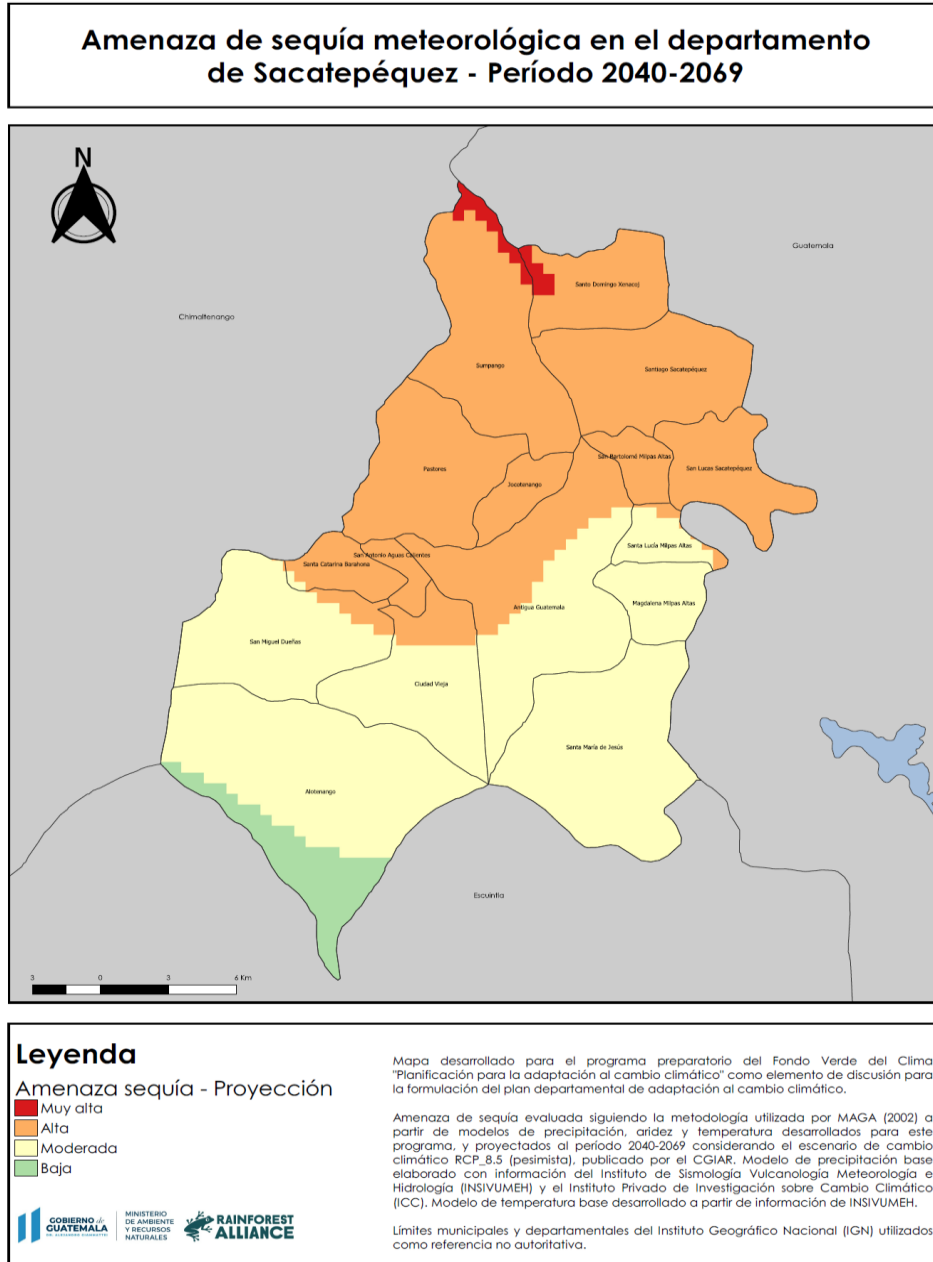 Amenaza de sequía meteorológica en el departamento
de Sacatepéquez - Período 2040-2069
N
Guatemala
Chimaltenango
Santo Domingo Xenacoj
Sumpango
Santiago Sacatepéquez
San Bartolomé Milpas Altas
San Lucas Sacatepéquez
Pastores
Jocotenango
San Antonio Aguas Calientes
Santa Catarina Barahona
Santa Lucía Milpas Altas
Magdalena Milpas Altas
Antigua Guatemala
San Miguel Dueñas
Ciudad Vieja
Santa María de Jesús
Alotenango
Escuintla
3 0 3 6 Km
Leyenda
Amenaza sequía - Proyección
Muy alta
Alta
Moderada
Baja
GOBIERNO de
GUATEMALA
DR. ALEJANDRO GIAMMATTEI
MINISTERIO
DE AMBIENTE
Y RECURSOS
NATURALES
RAINFOREST
ALLIANCE
Mapa desarrollado para el programa preparatorio del Fondo Verde del Clima
"Planificación para la adaptación al cambio climático" como elemento de discusión para
la formulación del plan departamental de adaptación al cambio climático.
Amenaza de sequía evaluada siguiendo la metodología utilizada por MAGA (2002) a
partir de modelos de precipitación, aridez y temperatura desarrollados para este
programa, y proyectados al período 2040-2069 considerando el escenario de cambio
climático RCP_8.5 (pesimista), publicado por el CGIAR. Modelo de precipitación base
elaborado con información del Instituto de Sismología Vulcanología Meteorología e
Hidrología (INSIVUMEH) y el Instituto Privado de Investigación sobre Cambio Climático
(ICC). Modelo de temperatura base desarrollado a partir de información de INSIVUMEH.
Límites municipales y departamentales del Instituto Geográfico Nacional (IGN) utilizados
como referencia no autoritativa.